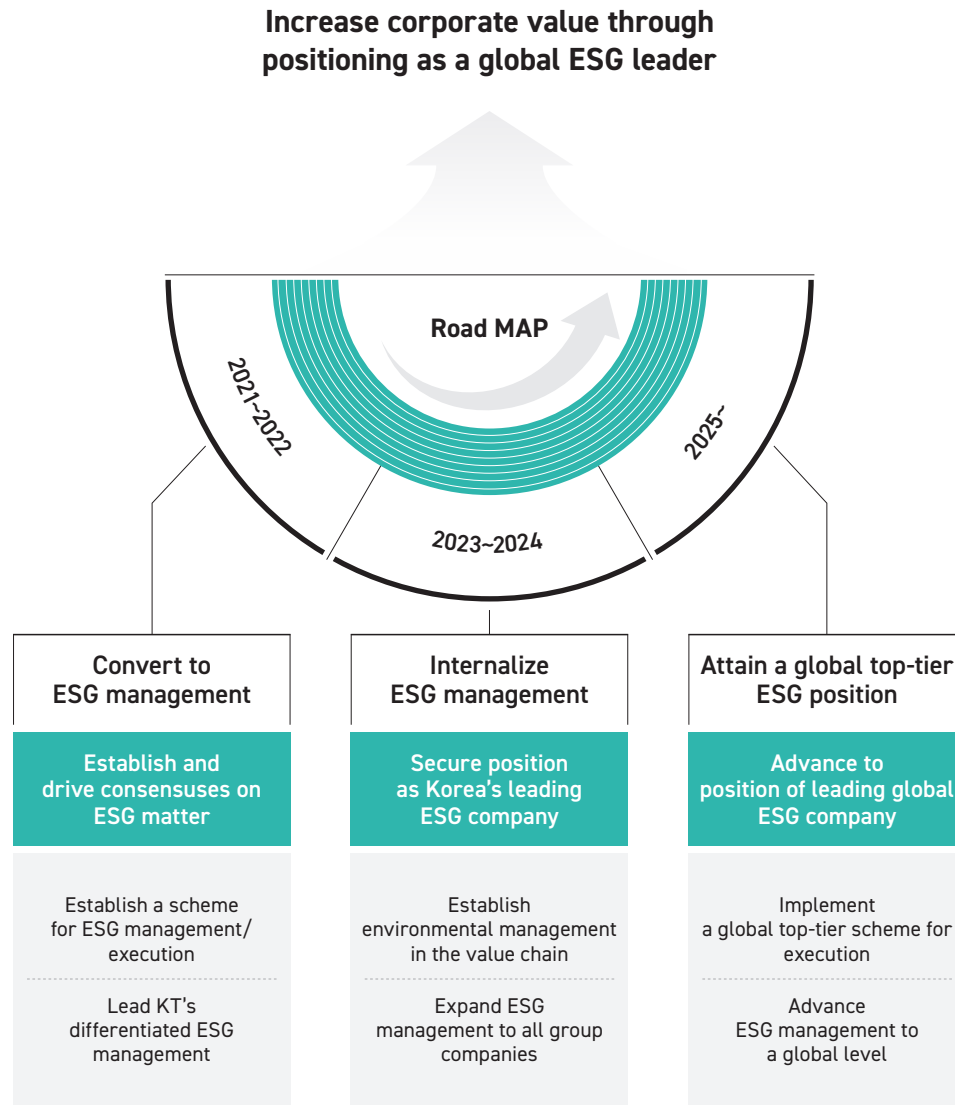 Increase corporate value through
positioning as a global ESG leader
Road MAP
2021~2022
2023~2024
2025~
Convert to
ESG management
Establish and
drive consensuses on
ESG matter
Establish a scheme
for ESG management/
execution
Lead KT's
differentiated ESG
management
Internalize
ESG management
Secure position
as Korea's leading
ESG company
Establish
environmental management
in the value chain
Expand ESG
management to all group
companies
Attain a global top-tier
ESG position
Advance to
position of leading global
ESG company
Implement
a global top-tier scheme for
execution
Advance
ESG management to
a global level